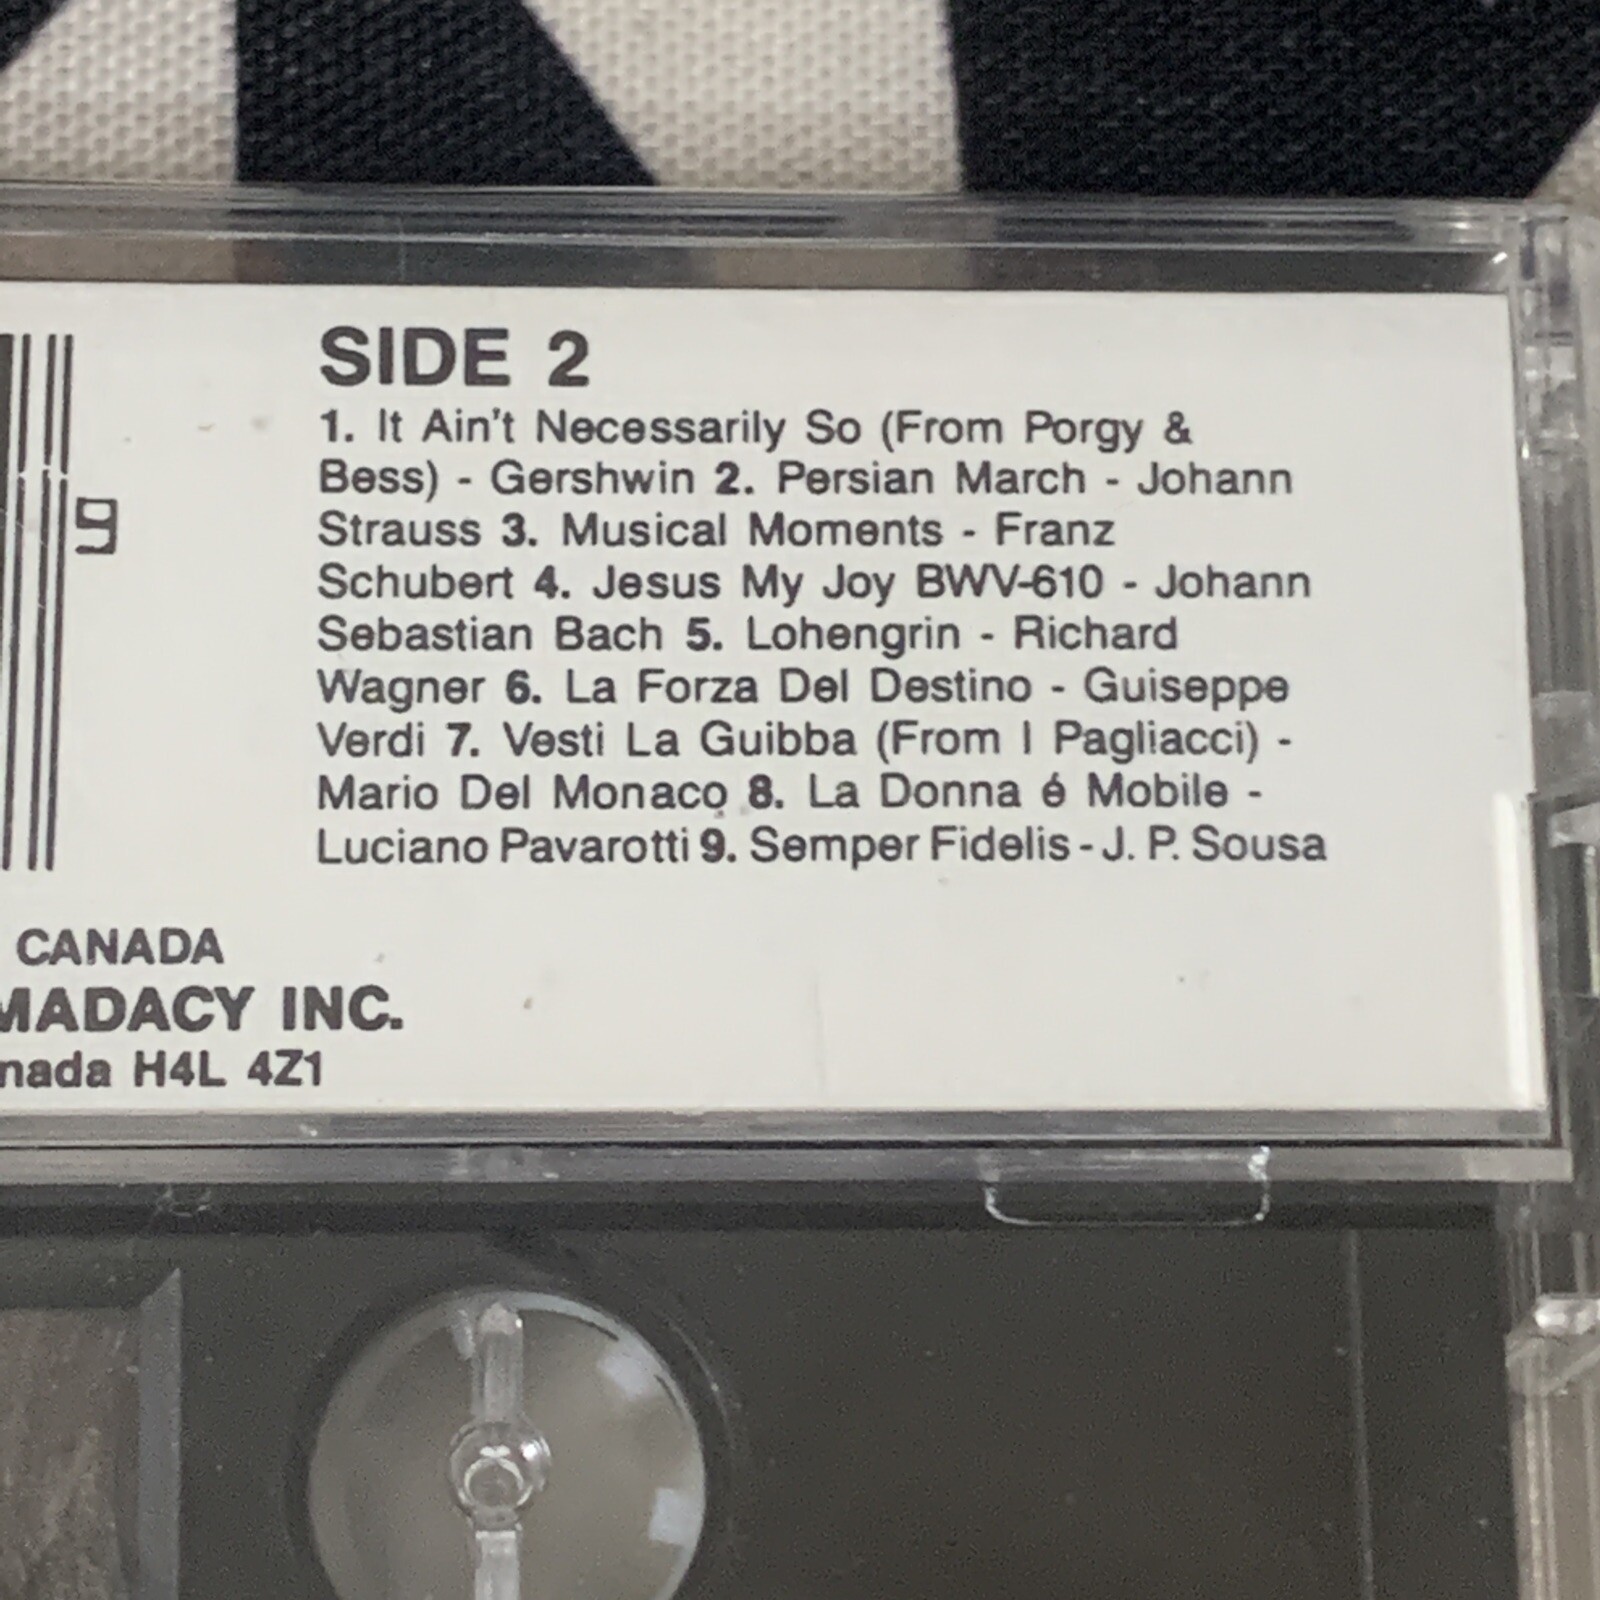 SIDE 2
1. It Ain't Necessarily So (From Porgy &
Bess) - Gershwin 2. Persian March - Johann
Strauss 3. Musical Moments - Franz
Schubert 4. Jesus My Joy BWV-610 - Johann
Sebastian Bach 5. Lohengrin - Richard
Wagner 6. La Forza Del Destino - Guiseppe
Verdi 7. Vesti La Guibba (From I Pagliacci) -
Mario Del Monaco 8. La Donna é Mobile -
Luciano Pavarotti 9. Semper Fidelis - J. P. Sousa
9
CANADA
MADACY INC.
nada H4L 4Z1